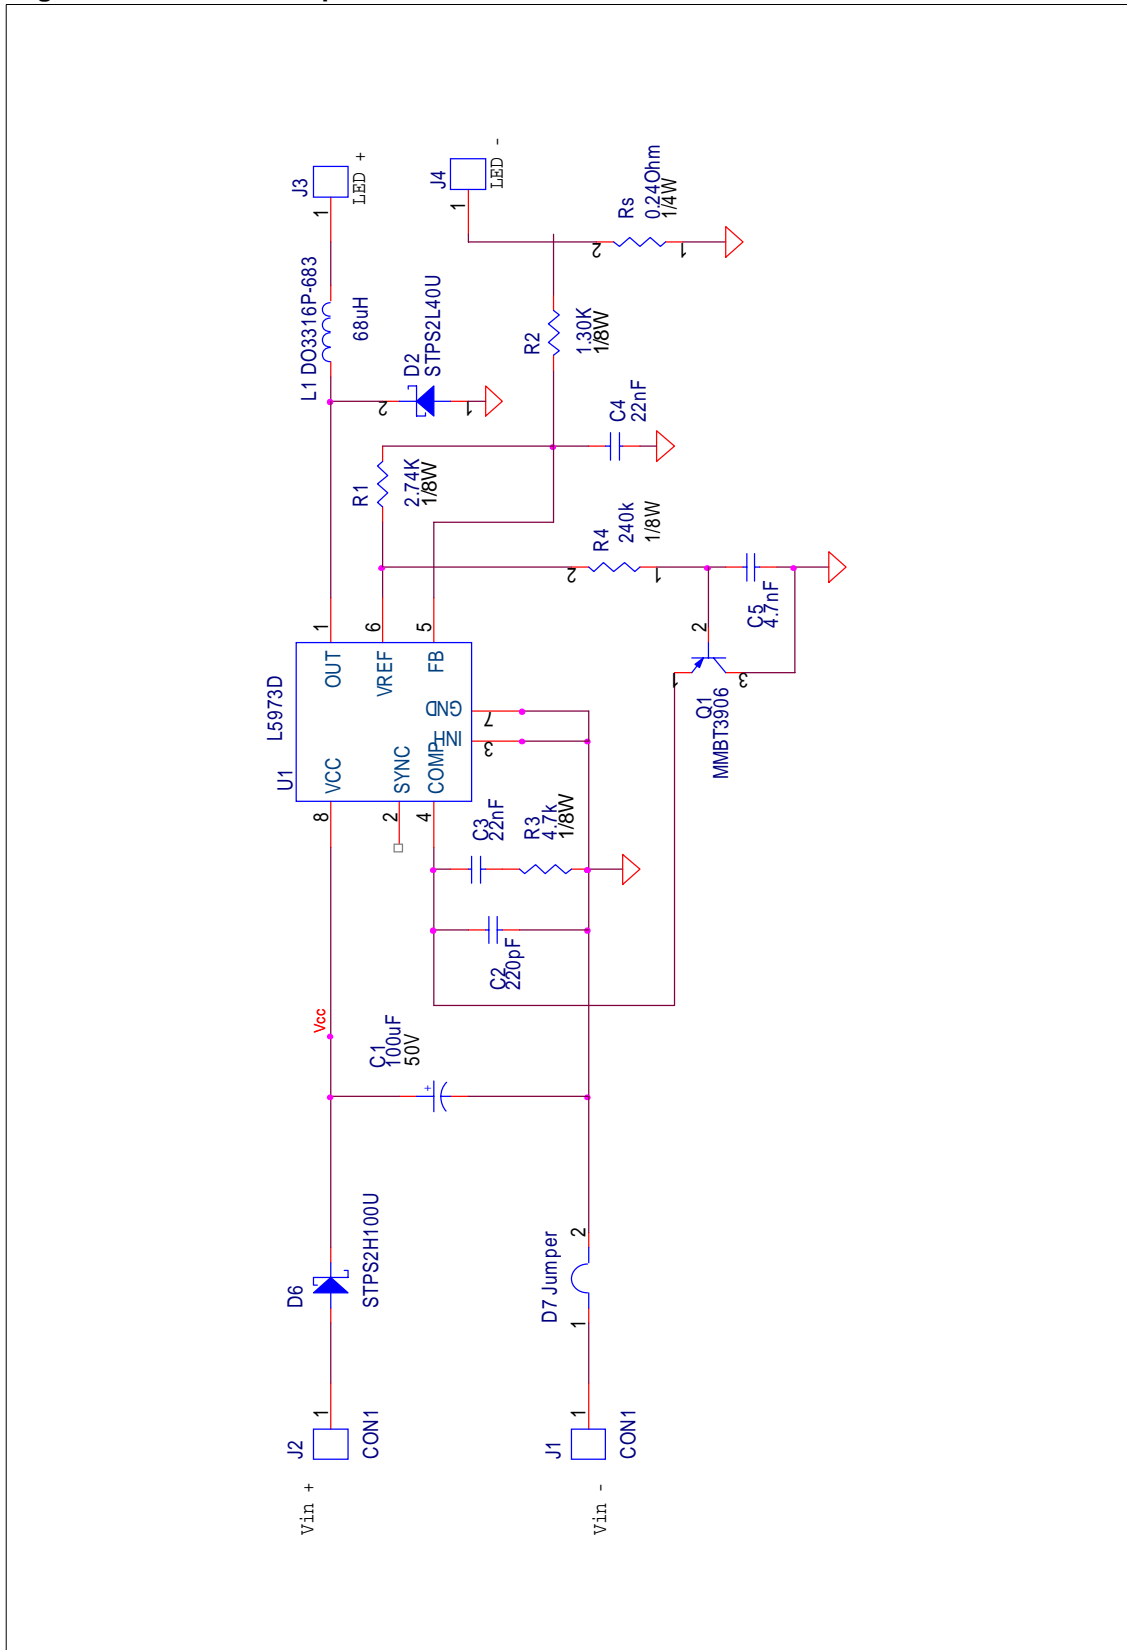 J3
1
LED +
J4
1
LED -
Rs
0.24Ohm
1/4W
2
1
L1 DO3316P-683
68uH
D2
STPS2L40U
2
1
R2
1.30K
1/8W
R1
2.74K
1/8W
C4
22nF
R4
240k
1/8W
2
1
C5
4.7nF
Q1
MMBT3906
1
2
3
U1
L5973D
VCC
8
SYNC
2
COMP
4
OUT
1
VREF
6
FB
5
GND
7
INH
3
C3
22nF
R3
4.7k
1/8W
C2
220pF
Vcc
C1
100uF
50V
+
D6
STPS2H100U
D7 Jumper
1
2
J2
1
CON1
Vin +
J1
1
CON1
Vin -